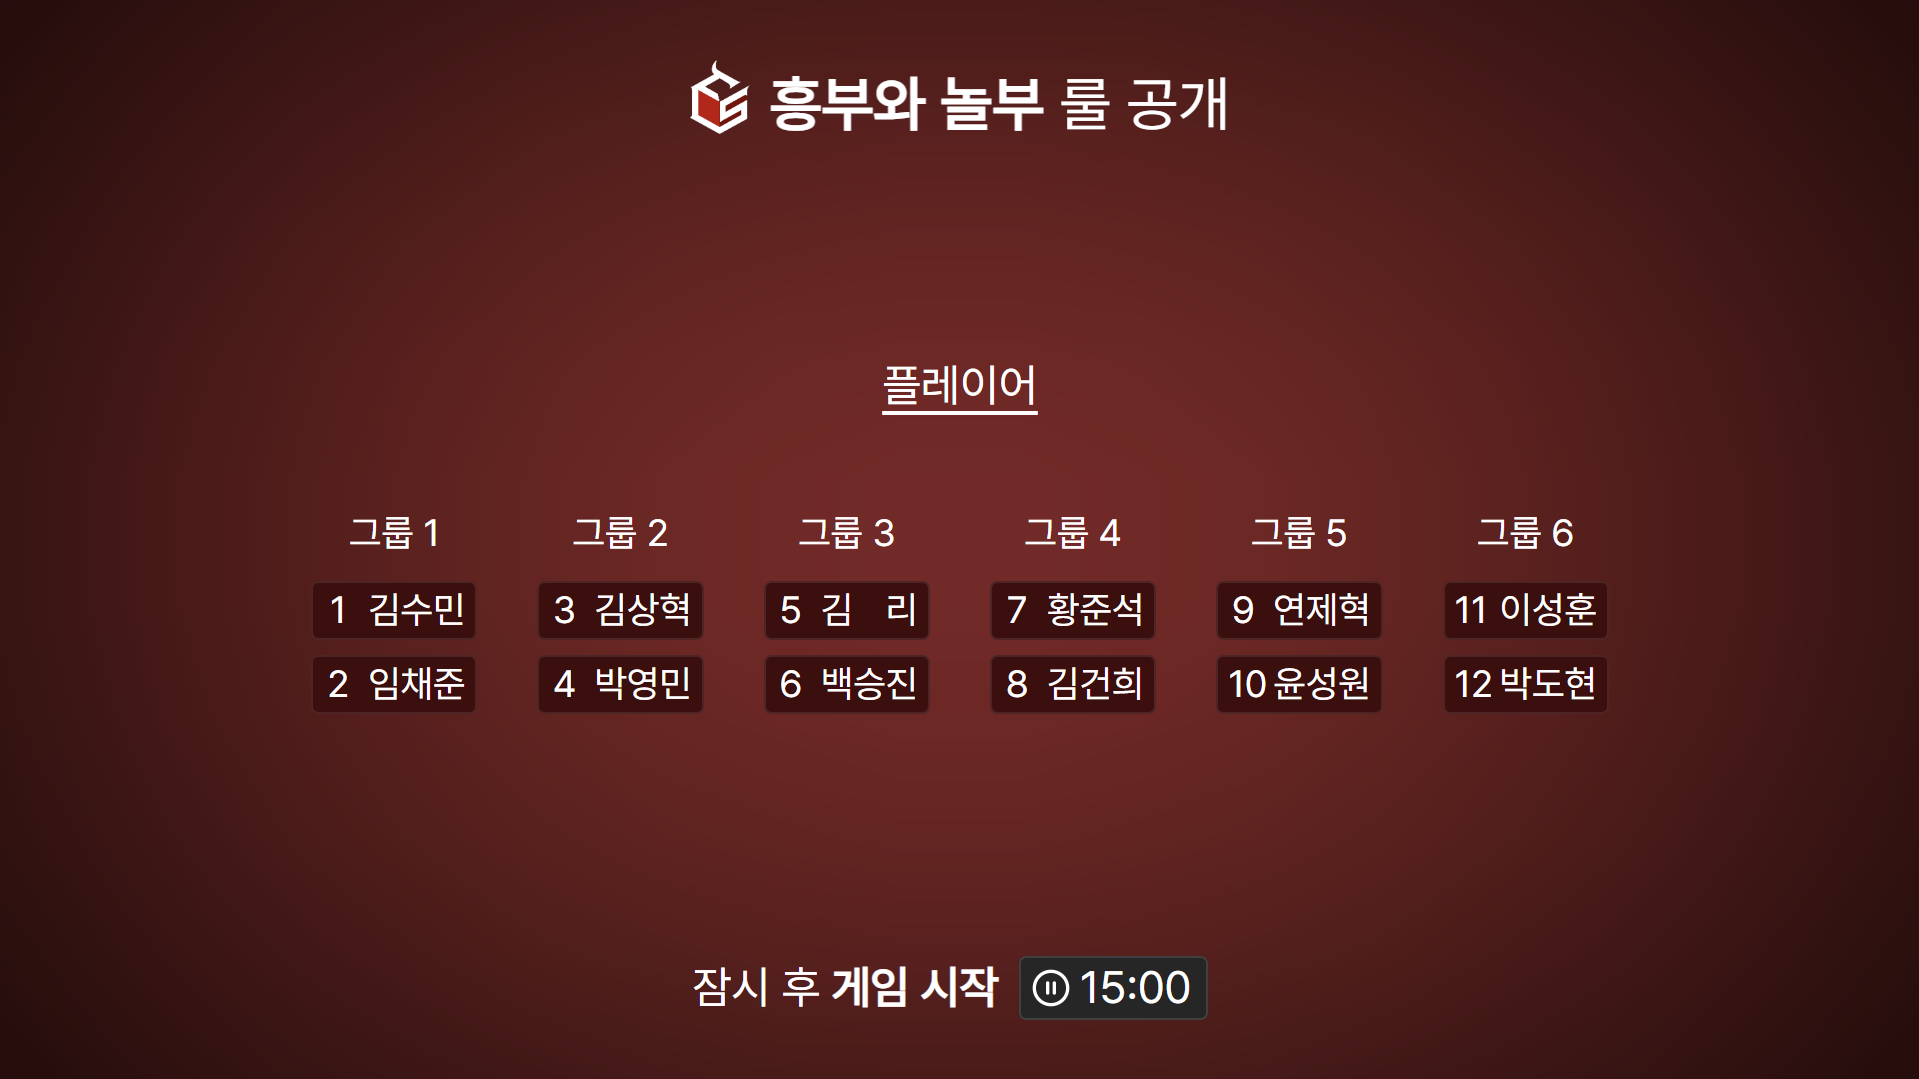 흥부와 놀부 룰 공개
플레이어
그룹 1 그룹 2 그룹 3 그룹 4 그룹 5 그룹 6
1 김수민 3 김상혁 5 김 리 7 황준석 9 연제혁 11 이성훈
2 임채준 4 박영민 6 백승진 8 김건희 10 윤성원 12 박도현
잠시 후 게임 시작 15:00